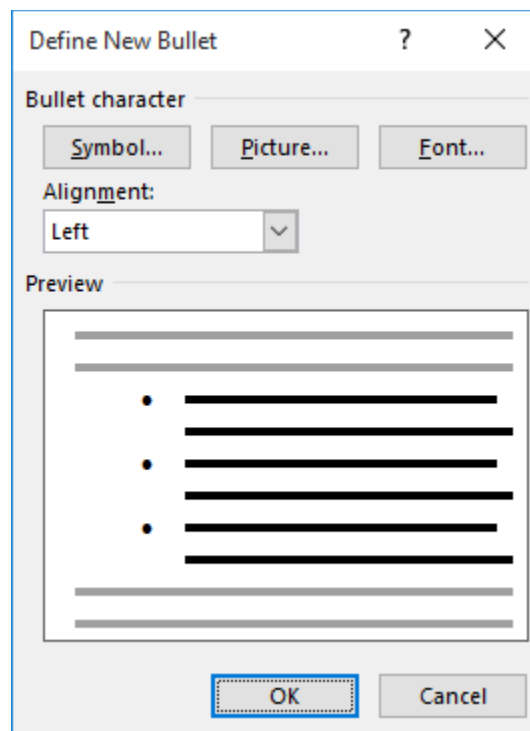 Define New Bullet ?
Bullet character
Symbol... Picture... Font...
Alignment:
Left
Preview
OK Cancel